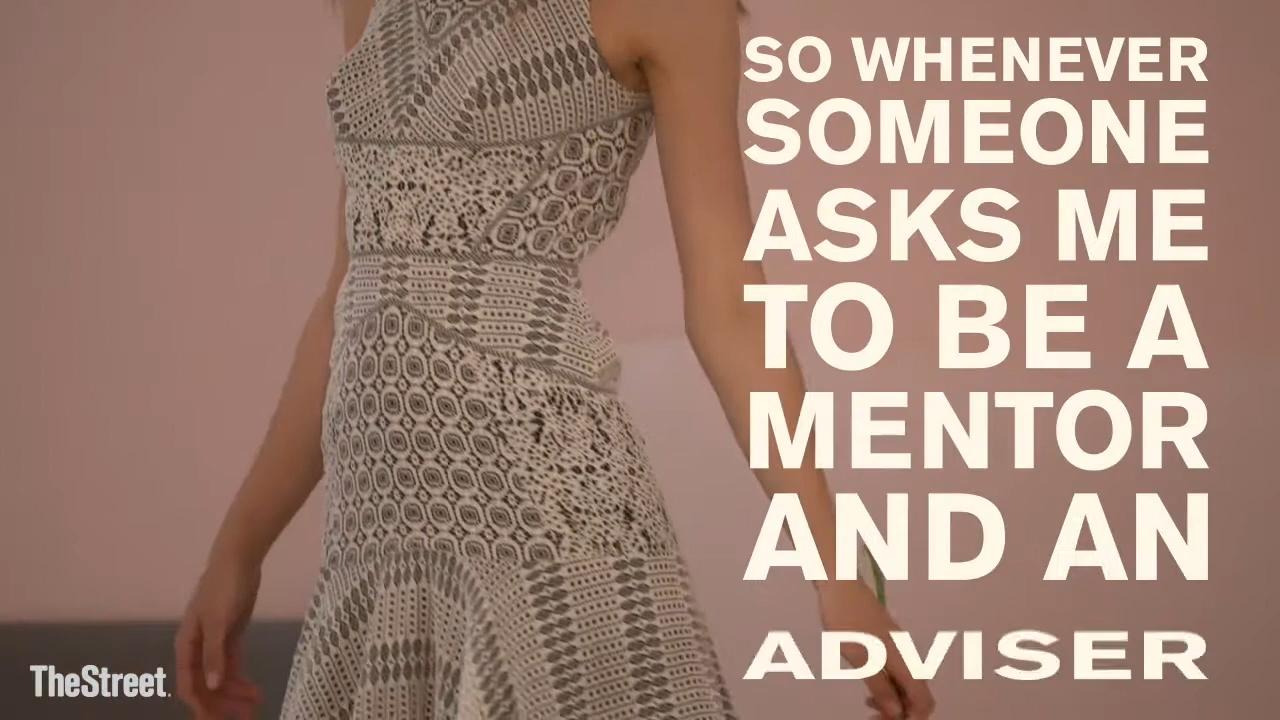 SO WHENEVER
SOMEONE
ASKS ME
TO BE A
MENTOR
AND AN
ADVISER
TheStreet.